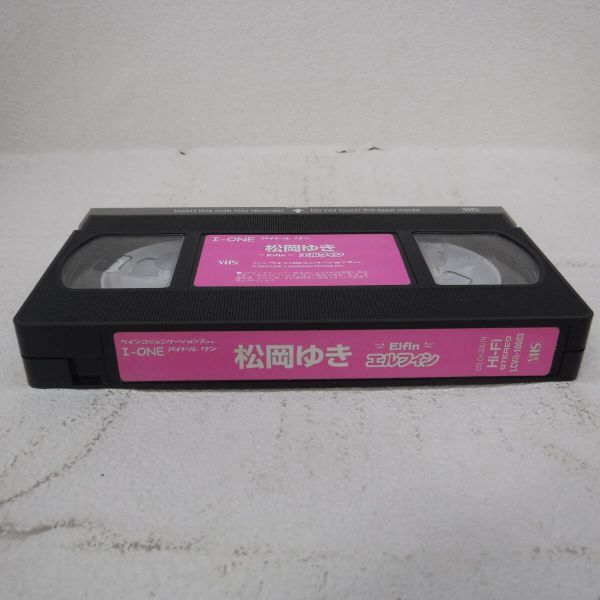 Insert this side into recorder Do not touch the tape inside
VHS
I-ONE アイドル ワン
松岡ゆき
Elfin エルフィン
VHS
ラインコミュニケーションズ
I-ONE アイドル ワン
松岡ゆき
Elfin
エルフィン
Hi-Fi
STEREO
LCVR-10003
VHS